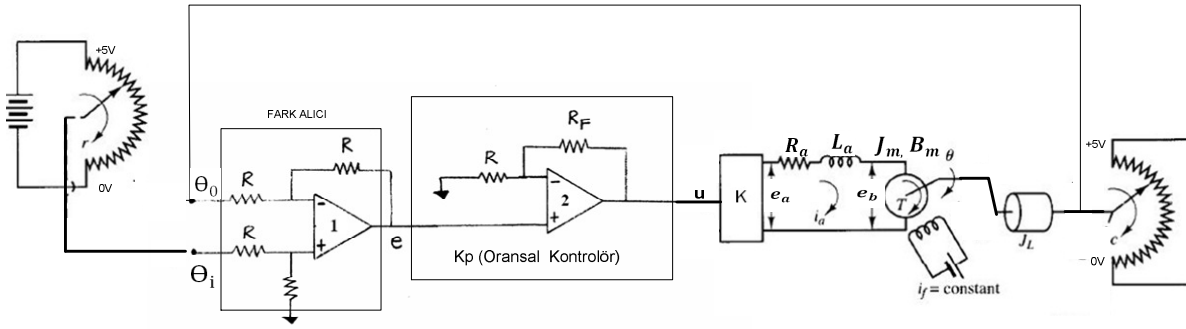 +5V
r
0V
FARK ALICI
R
Θ0
R
−
1
+
e
Θi
R
RF
R
−
2
+
Kp (Oransal Kontrolör)
u
K
Ra
La
Jm, Bm
θ
ea
ia
eb
T
if = constant
JL
+5V
c
0V